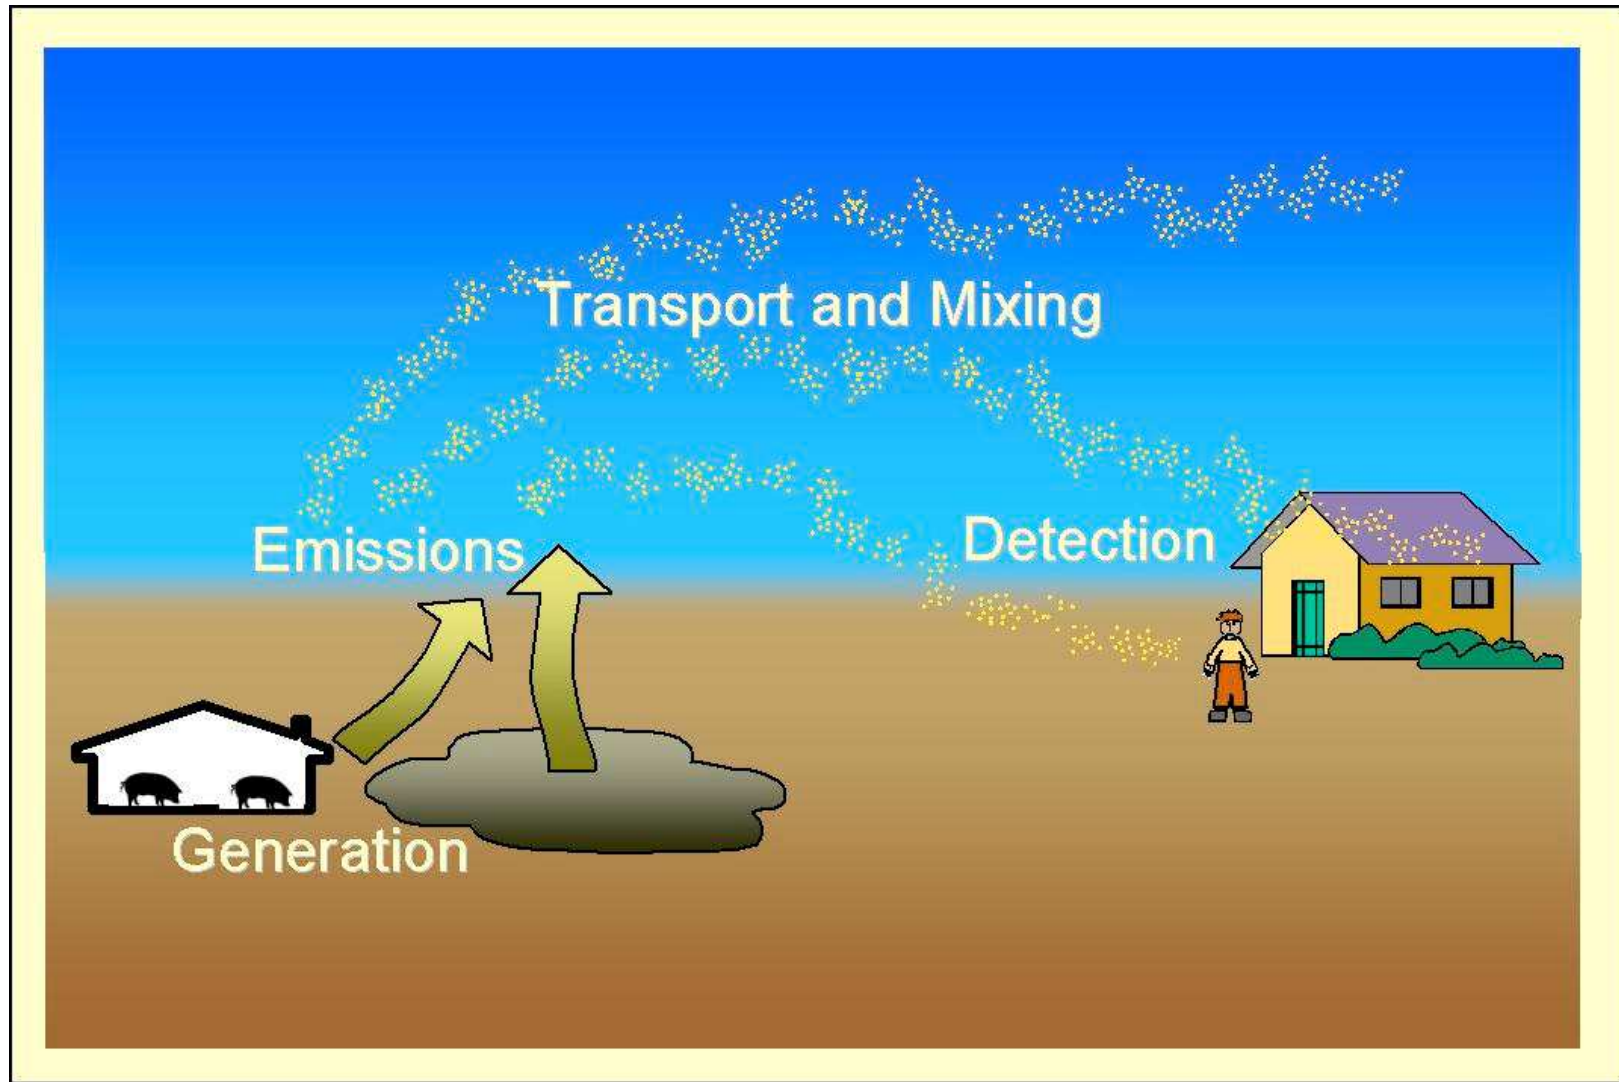 Transport and Mixing
Emissions
Detection
Generation